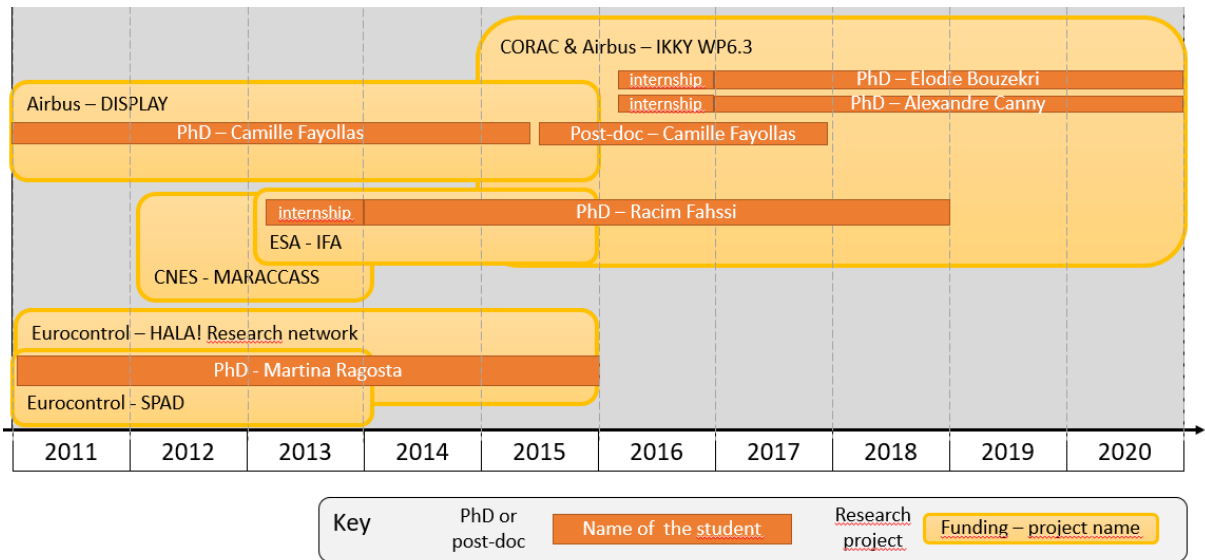 CORAC & Airbus – IKKY WP6.3
internship PhD – Elodie Bouzekri
Airbus – DISPLAY
internship PhD – Alexandre Canny
PhD – Camille Fayollas Post-doc – Camille Fayollas
internship PhD – Racim Fahssi
ESA - IFA
CNES - MARACCASS
Eurocontrol – HALA! Research network
PhD - Martina Ragosta
Eurocontrol - SPAD
2011 2012 2013 2014 2015 2016 2017 2018 2019 2020
Key
PhD or
post-doc
Name of the student
Research
project
Funding – project name